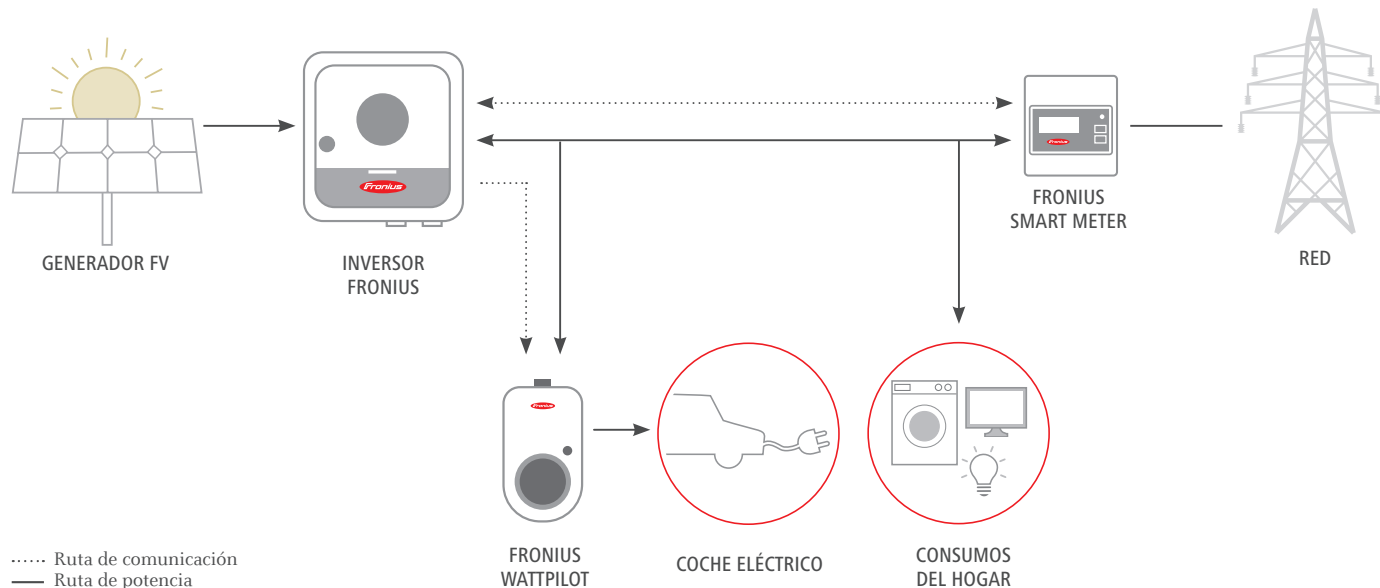 Fronius
Fronius
FRONIUS
SMART METER
GENERADOR FV
INVERSOR
FRONIUS
RED
Fronius
FRONIUS
WATTPILOT
COCHE ELÉCTRICO
CONSUMOS
DEL HOGAR
Ruta de comunicación
Ruta de potencia